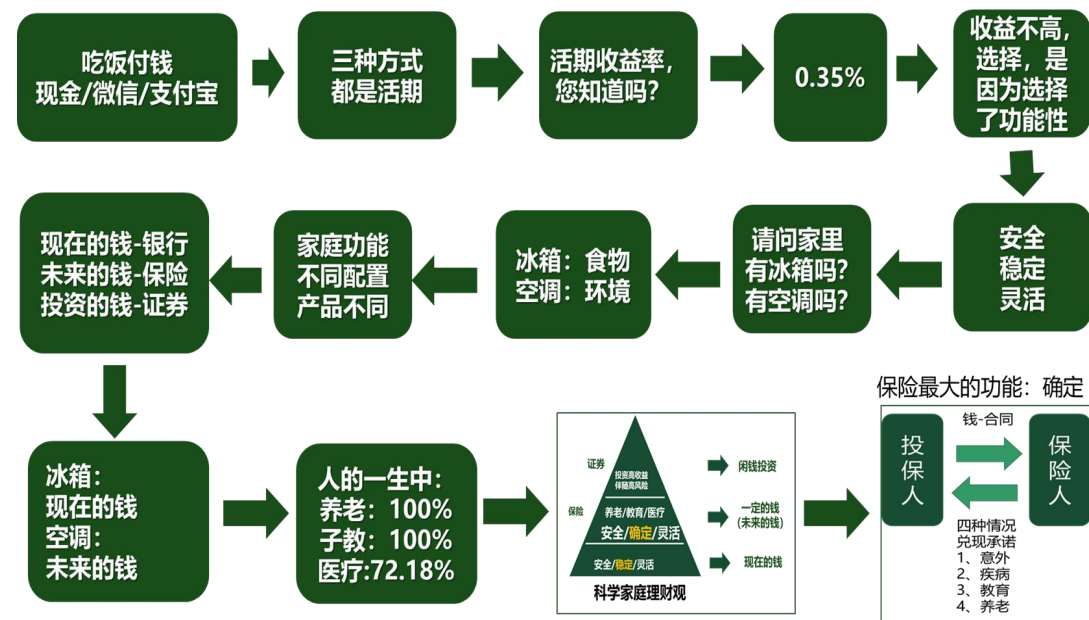 吃饭付钱
现金/微信/支付宝
三种方式
都是活期
活期收益率，
您知道吗？
0.35%
收益不高，
选择，是
因为选择
了功能性
安全
稳定
灵活
请问家里
有冰箱吗？
有空调吗？
冰箱：食物
空调：环境
家庭功能
不同配置
产品不同
现在的钱-银行
未来的钱-保险
投资的钱-证券
冰箱：
现在的钱
空调：
未来的钱
人的一生中：
养老：100%
子教：100%
医疗:72.18%
证券
投资高收益
伴随高风险
闲钱投资
保险
养老/教育/医疗
安全/确定/灵活
一定的钱
（未来的钱）
安全/稳定/灵活
现在的钱
科学家庭理财观
保险最大的功能：确定
投保人
钱-合同
保险人
四种情况
兑现承诺
1、意外
2、疾病
3、教育
4、养老